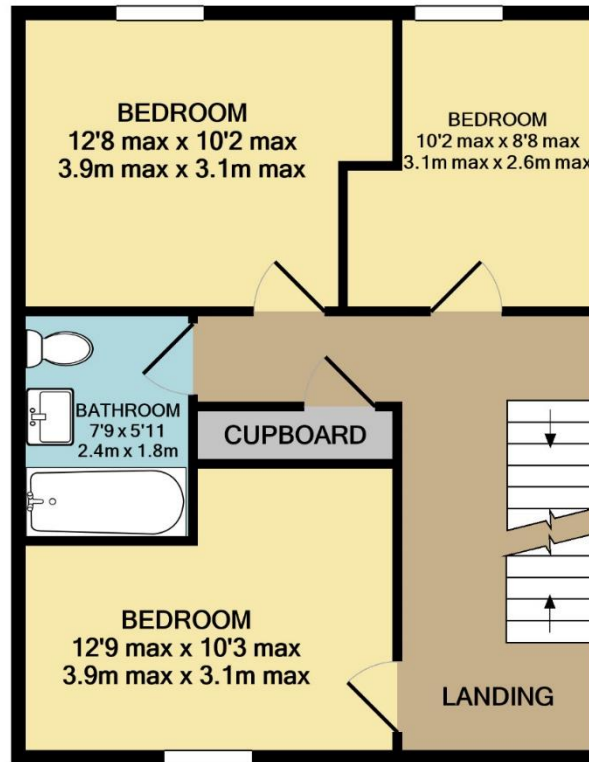 BEDROOM
12'8 max x 10'2 max
3.9m max x 3.1m max
BEDROOM
10'2 max x 8'8 max
3.1m max x 2.6m max
BATHROOM
7'9 x 5'11
2.4m x 1.8m
CUPBOARD
BEDROOM
12'9 max x 10'3 max
3.9m max x 3.1m max
LANDING